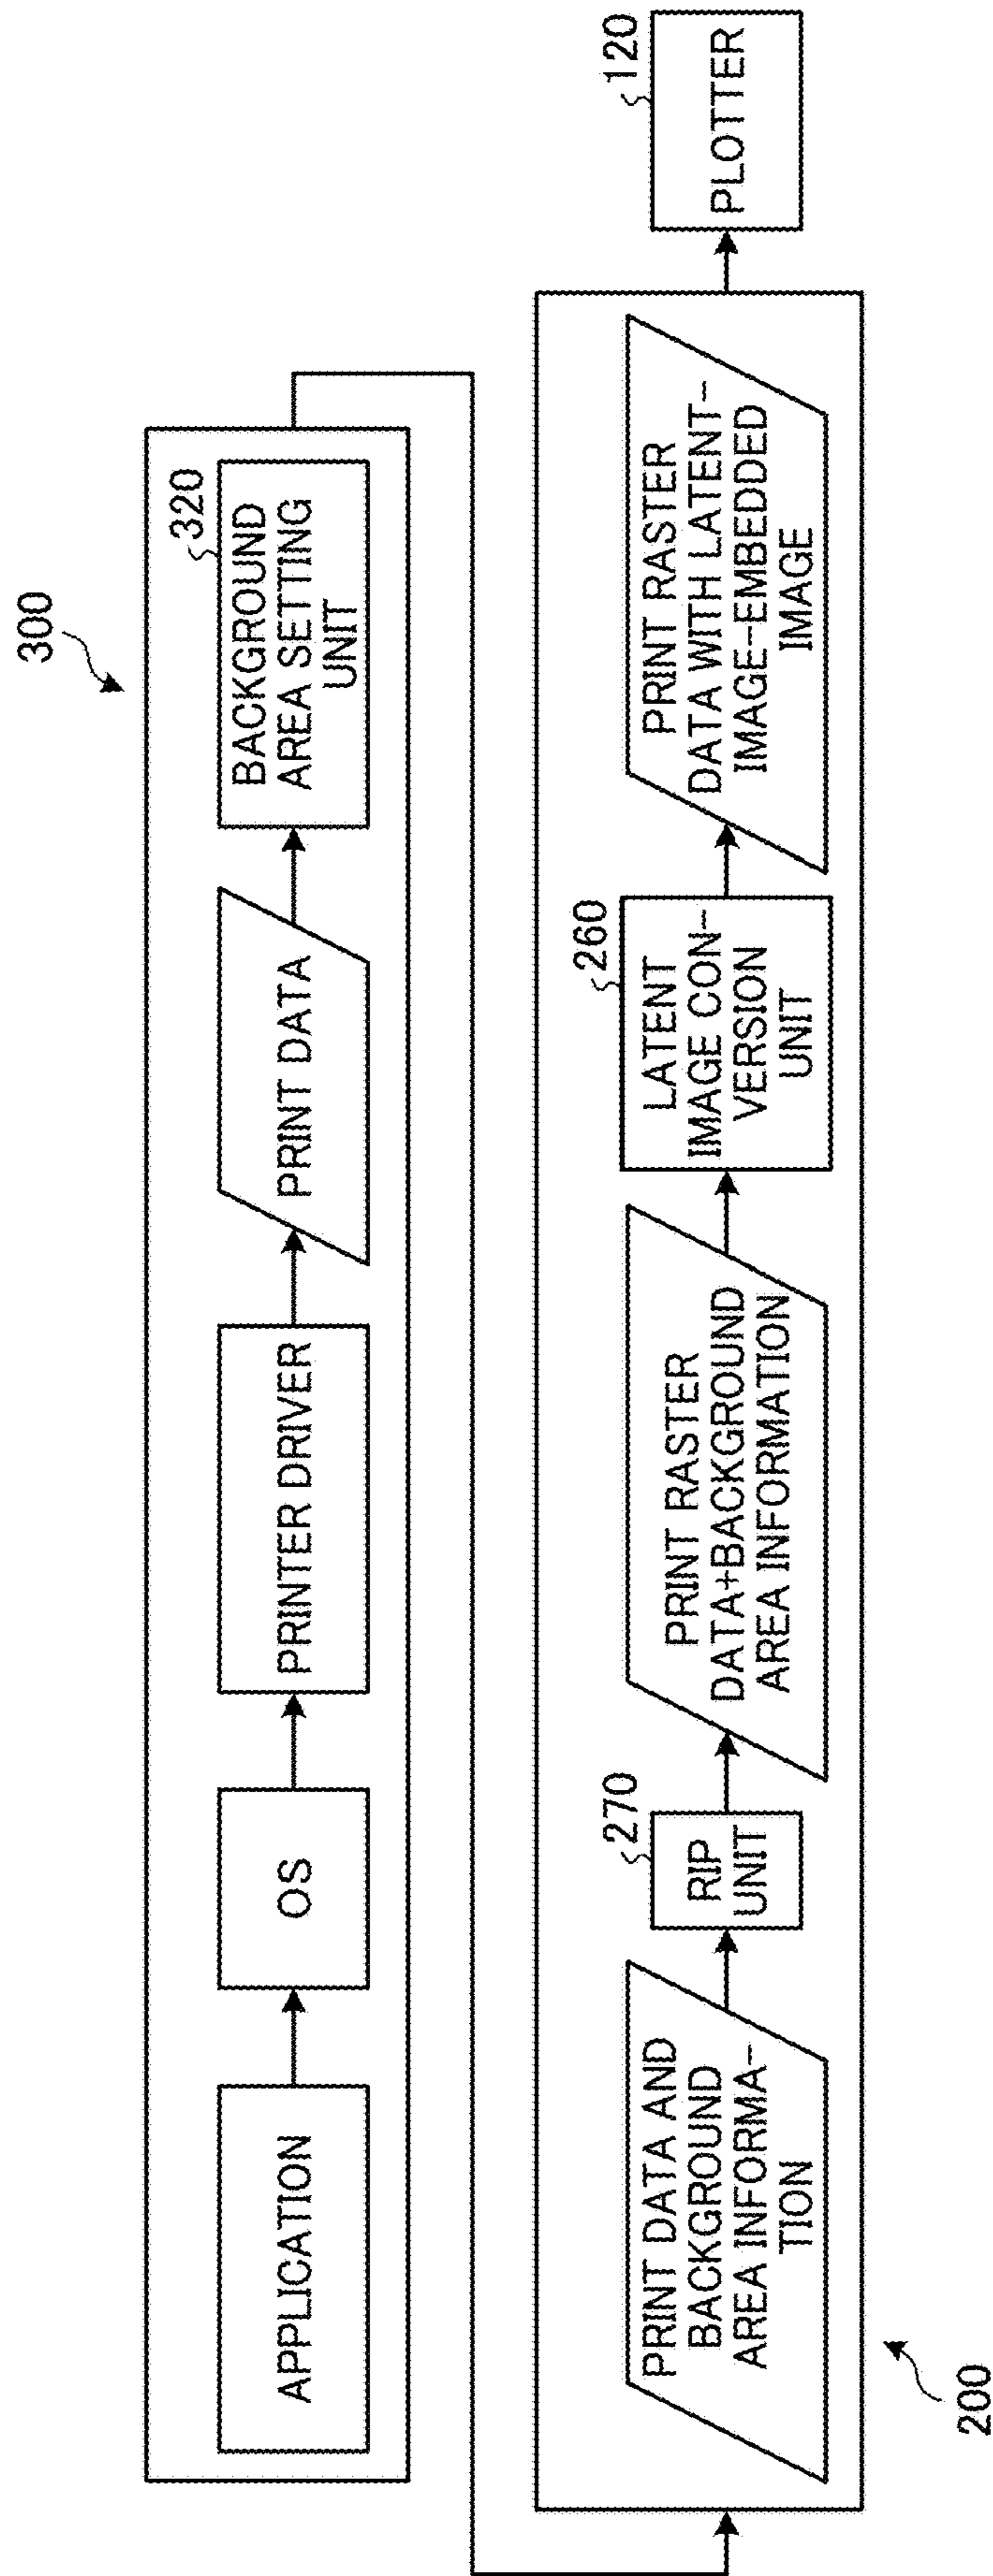 300
APPLICATION
OS
PRINTER DRIVER
PRINT DATA
320
BACKGROUND
AREA SETTING
UNIT
200
PRINT DATA AND
BACKGROUND
AREA INFORMA-
TION
270
RIP
UNIT
PRINT RASTER
DATA+BACKGROUND
AREA INFORMATION
260
LATENT
IMAGE CON-
VERSION
UNIT
PRINT RASTER
DATA WITH LATENT-
IMAGE-EMBEDDED
IMAGE
120
PLOTTER